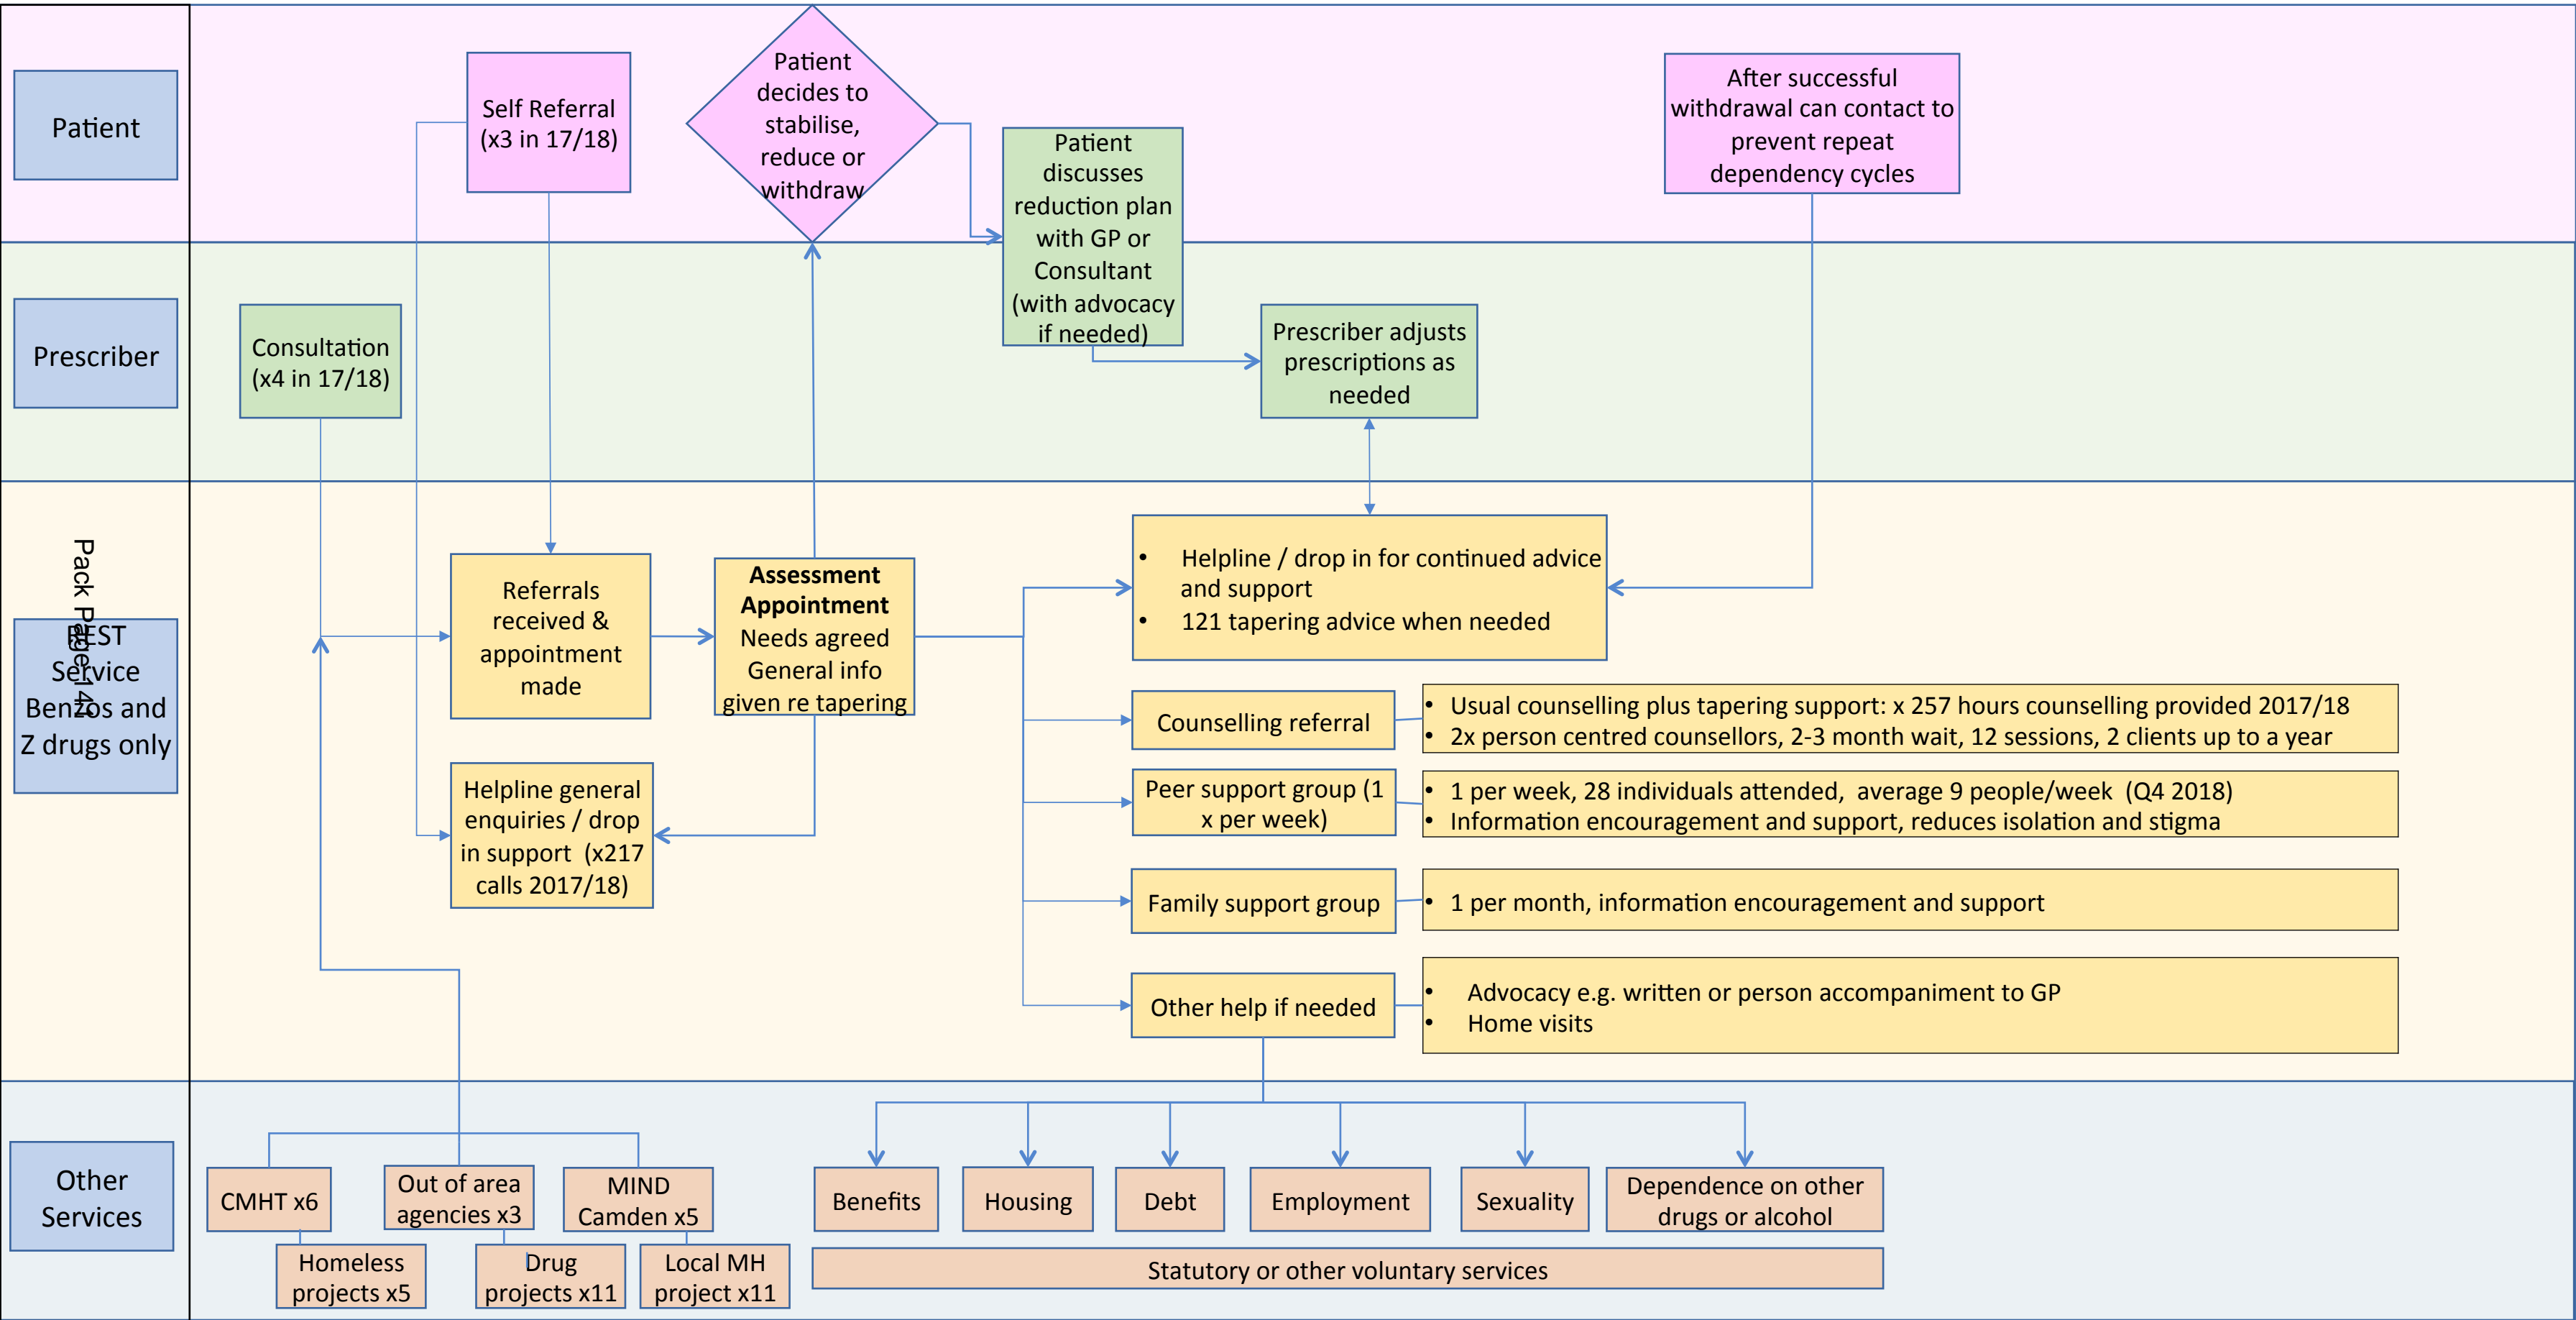 Patient
Self Referral
(x3 in 17/18)
Patient
decides to
stabilise,
reduce or
withdraw
After successful
withdrawal can contact to
prevent repeat
dependency cycles
Patient
discusses
reduction plan
with GP or
Consultant
(with advocacy
if needed)
Prescriber
Consultation
(x4 in 17/18)
Prescriber adjusts
prescriptions as
needed
Pack Page 141
REST
Service
Benzos and
Z drugs only
Referrals
received &
appointment
made
Assessment
Appointment
Needs agreed
General info
given re tapering
Helpline general
enquiries / drop
in support (x217
calls 2017/18)
• Helpline / drop in for continued advice
and support
• 121 tapering advice when needed
Counselling referral
• Usual counselling plus tapering support: x 257 hours counselling provided 2017/18
• 2x person centred counsellors, 2-3 month wait, 12 sessions, 2 clients up to a year
Peer support group (1
x per week)
• 1 per week, 28 individuals attended, average 9 people/week (Q4 2018)
• Information encouragement and support, reduces isolation and stigma
Family support group
• 1 per month, information encouragement and support
Other help if needed
• Advocacy e.g. written or person accompaniment to GP
• Home visits
Other
Services
CMHT x6
Out of area
agencies x3
MIND
Camden x5
Homeless
projects x5
Drug
projects x11
Local MH
project x11
Benefits
Housing
Debt
Employment
Sexuality
Dependence on other
drugs or alcohol
Statutory or other voluntary services